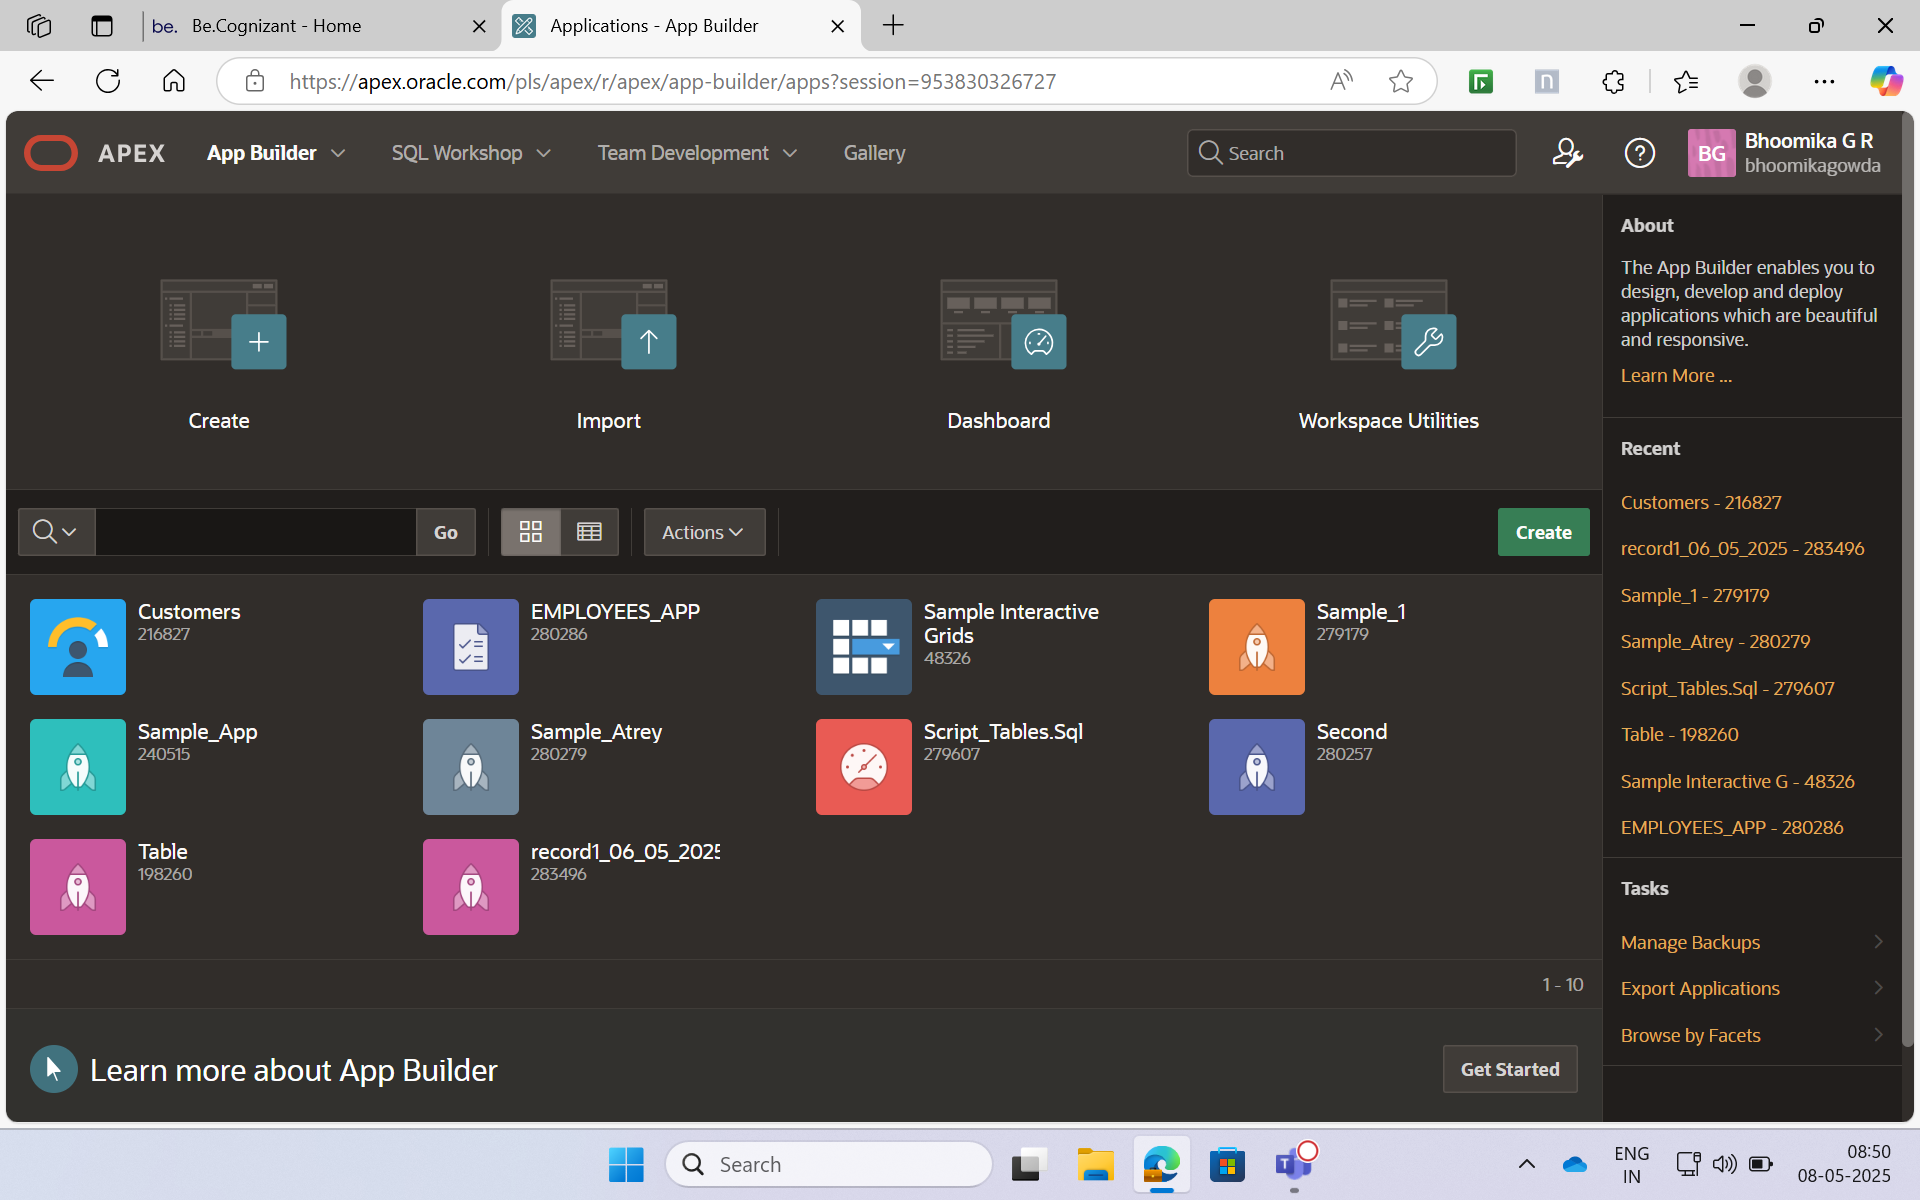 be. Be.Cognizant - Home
Applications - App Builder
https://apex.oracle.com/pls/apex/r/apex/app-builder/apps?session=953830326727
APEX
App Builder
SQL Workshop
Team Development
Gallery
Search
BG
Bhoomika G R
bhoomikagowda
Create
Import
Dashboard
Workspace Utilities
Go
Actions
Create
Customers
216827
EMPLOYEES_APP
280286
Sample Interactive
Grids
48326
Sample_1
279179
Sample_App
240515
Sample_Atrey
280279
Script_Tables.Sql
279607
Second
280257
Table
198260
record1_06_05_2025
283496
1 - 10
Learn more about App Builder
Get Started
About
The App Builder enables you to
design, develop and deploy
applications which are beautiful
and responsive.
Learn More ...
Recent
Customers - 216827
record1_06_05_2025 - 283496
Sample_1 - 279179
Sample_Atrey - 280279
Script_Tables.Sql - 279607
Table - 198260
Sample Interactive G - 48326
EMPLOYEES_APP - 280286
Tasks
Manage Backups
Export Applications
Browse by Facets
Search
ENG
IN
08:50
08-05-2025